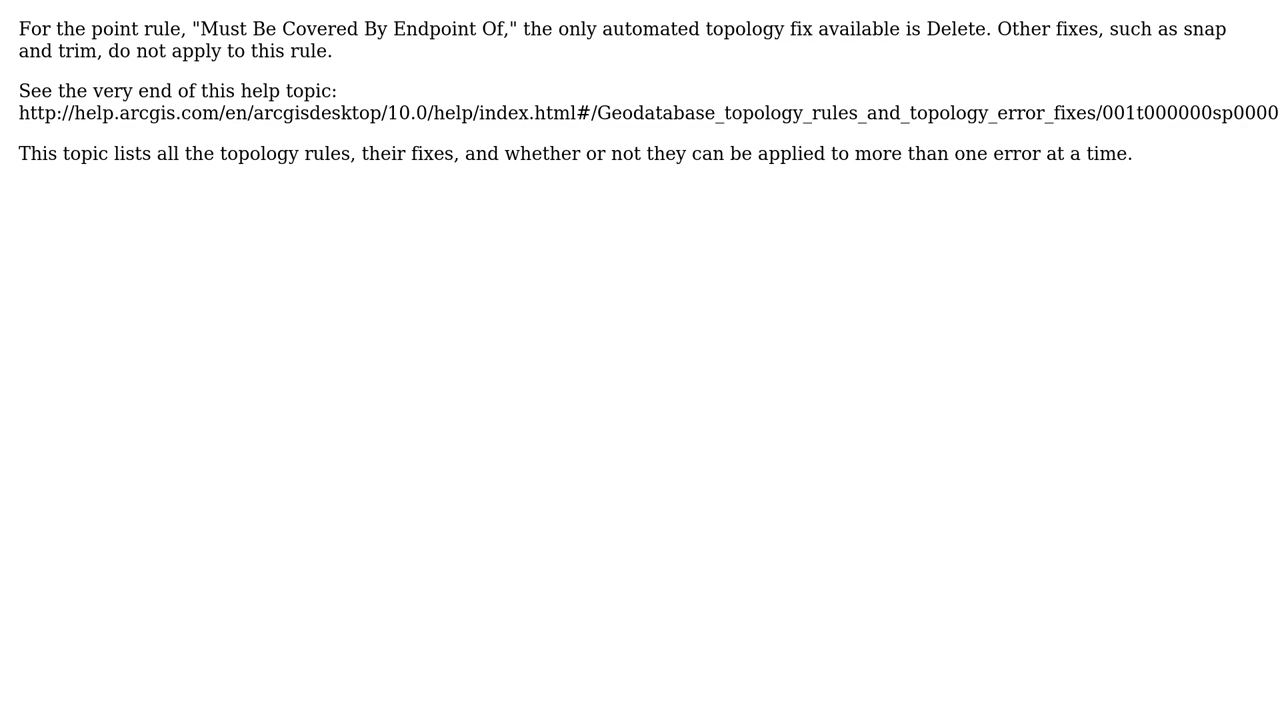 For the point rule, "Must Be Covered By Endpoint Of," the only automated topology fix available is Delete. Other fixes, such as snap
and trim, do not apply to this rule.
See the very end of this help topic:
http://help.arcgis.com/en/arcgisdesktop/10.0/help/index.html#/Geodatabase_topology_rules_and_topology_error_fixes/001t000000sp0000
This topic lists all the topology rules, their fixes, and whether or not they can be applied to more than one error at a time.